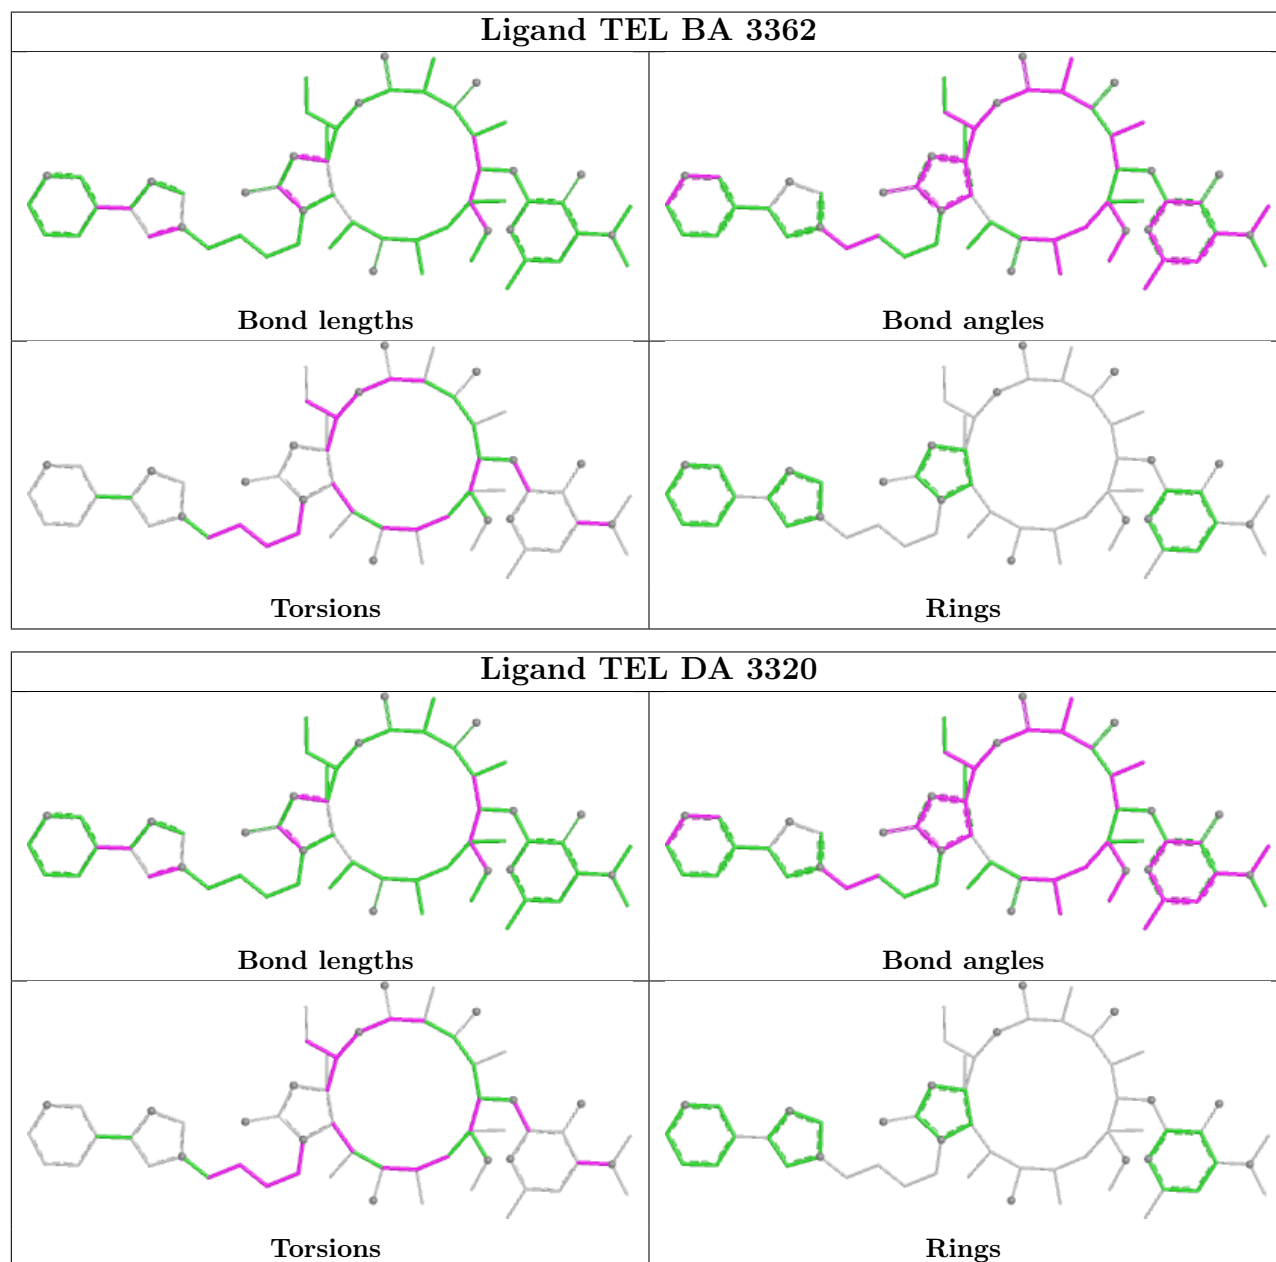 Ligand TEL BA 3362
Bond lengths
Bond angles
Torsions
Rings
Ligand TEL DA 3320
Bond lengths
Bond angles
Torsions
Rings